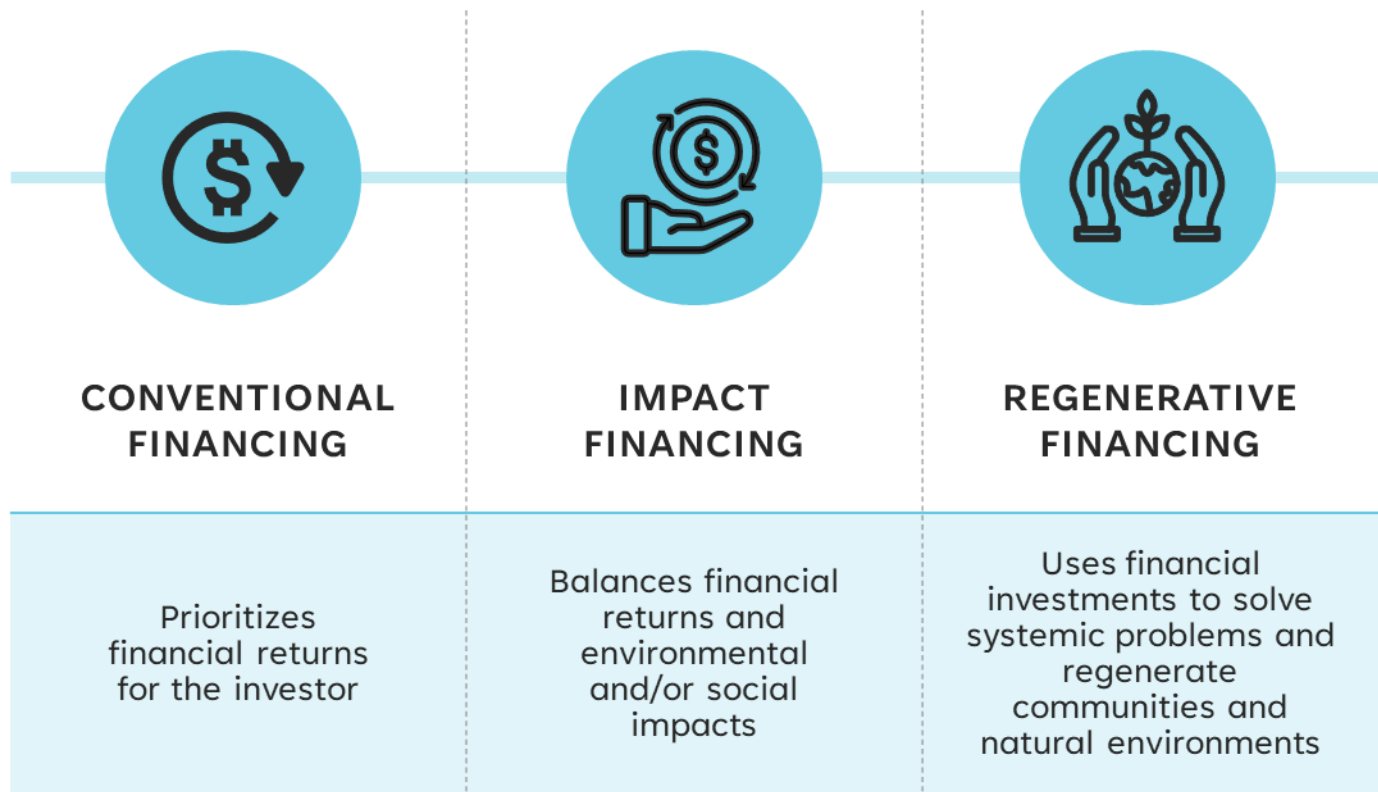 CONVENTIONAL
FINANCING
Prioritizes
financial returns
for the investor
IMPACT
FINANCING
Balances financial
returns and
environmental
and/or social
impacts
REGENERATIVE
FINANCING
Uses financial
investments to solve
systemic problems and
regenerate
communities and
natural environments